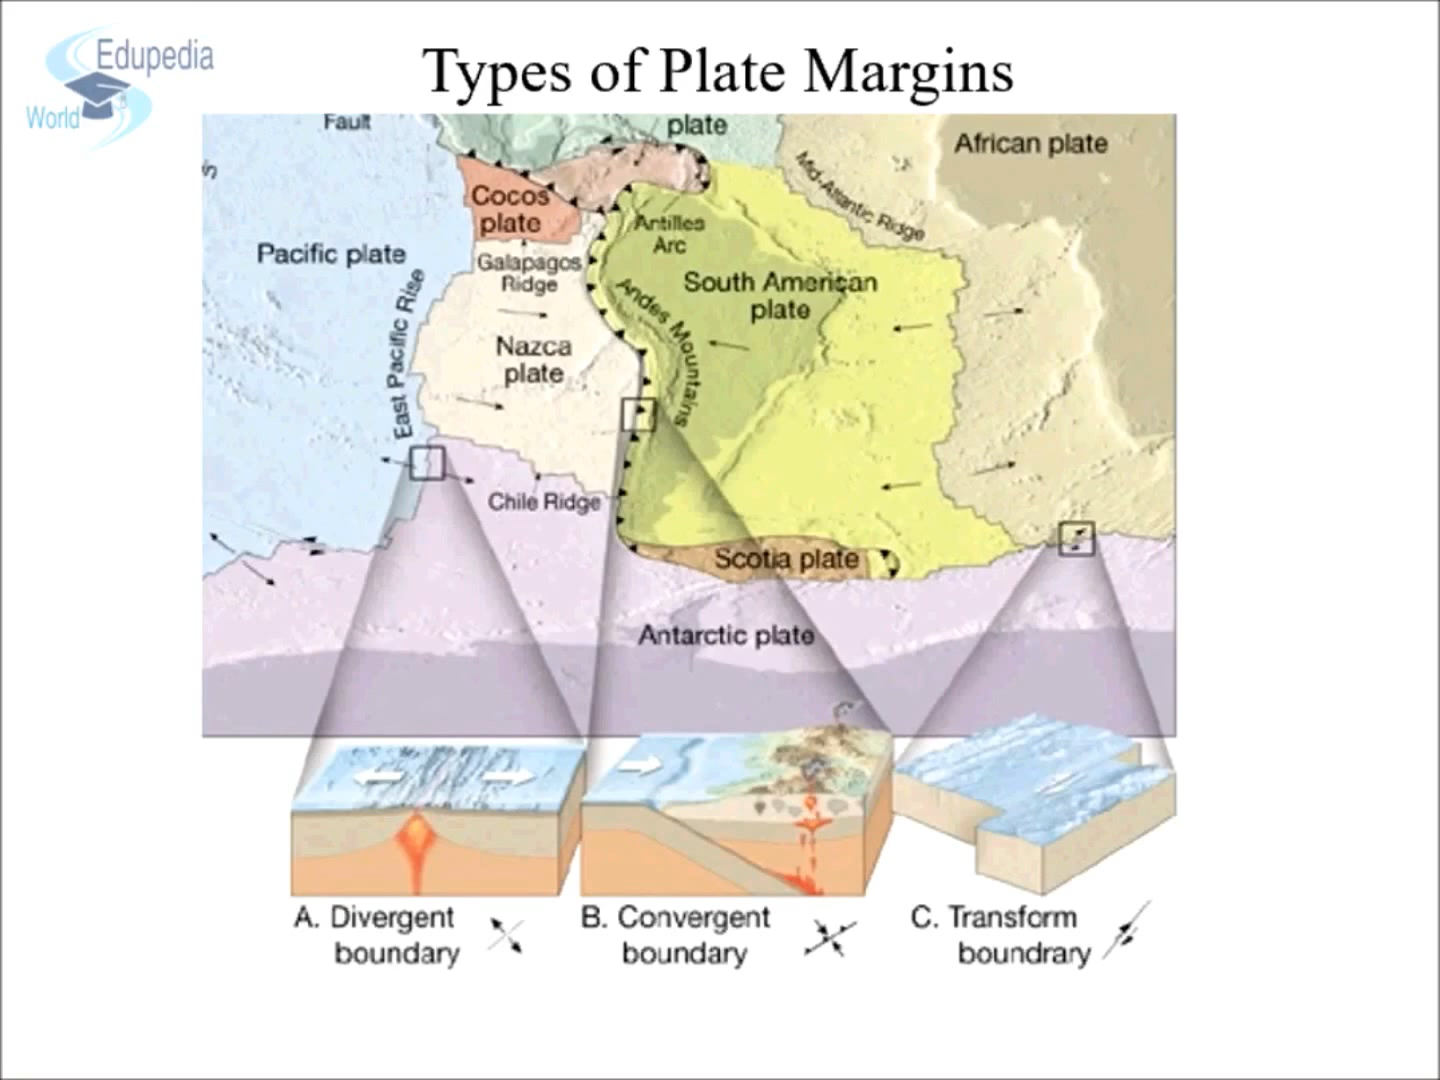 Edupedia
World
Types of Plate Margins
Fault
plate
African plate
Mid-Atlantic Ridge
Cocos
plate
Antilles
Arc
Pacific plate
Galapagos
Ridge
South American
plate
Andes Mountains
East Pacific Rise
Nazca
plate
Chile Ridge
Scotia plate
Antarctic plate
A. Divergent
boundary
B. Convergent
boundary
C. Transform
boundrary